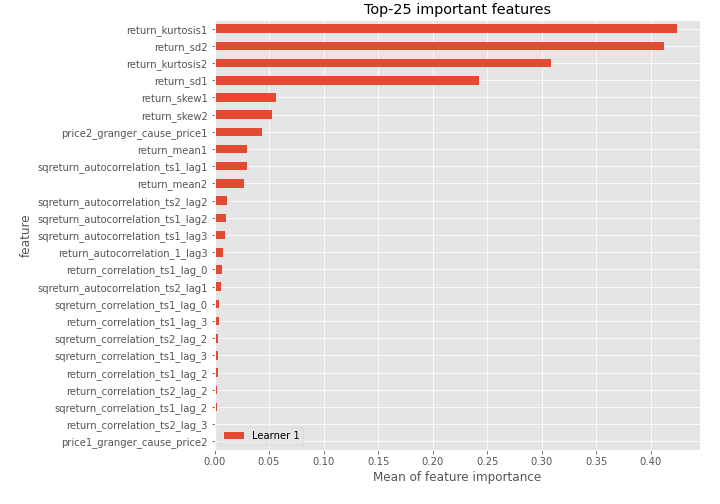 Top-25 important features
return_kurtosis1
return_sd2
return_kurtosis2
return_sd1
return_skew1
return_skew2
price2_granger_cause_price1
return_mean1
sqreturn_autocorrelation_ts1_lag1
return_mean2
sqreturn_autocorrelation_ts2_lag2
sqreturn_autocorrelation_ts1_lag2
sqreturn_autocorrelation_ts1_lag3
return_autocorrelation_1_lag3
return_correlation_ts1_lag_0
sqreturn_autocorrelation_ts2_lag1
sqreturn_correlation_ts1_lag_0
return_correlation_ts1_lag_3
sqreturn_correlation_ts2_lag_2
sqreturn_correlation_ts1_lag_3
return_correlation_ts1_lag_2
return_correlation_ts2_lag_2
sqreturn_correlation_ts1_lag_2
return_correlation_ts2_lag_3
price1_granger_cause_price2
feature
Learner 1
0.00 0.05 0.10 0.15 0.20 0.25 0.30 0.35 0.40
Mean of feature importance